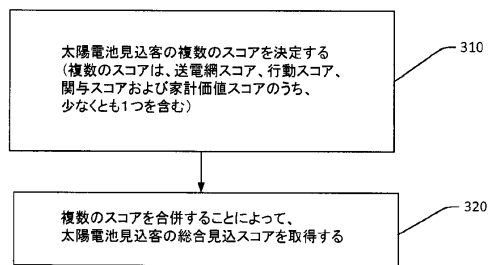 太陽電池見込客の複数のスコアを決定する
(複数のスコアは、送電網スコア、行動スコア、
関与スコアおよび家計価値スコアのうち、
少なくとも1つを含む)
310
複数のスコアを合併することによって、
太陽電池見込客の総合見込スコアを取得する
320